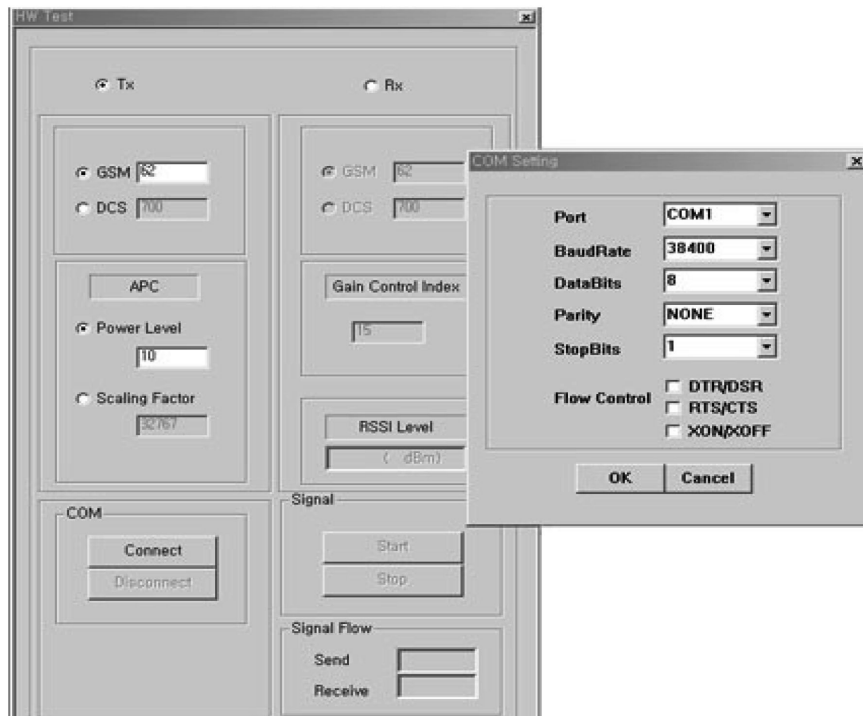 HW Test
Tx
Rx
GSM 62
DCS 700
APC
Power Level
10
Scaling Factor
32767
GSM 62
DCS 700
Gain Control Index
15
RSSI Level
( dBm)
COM
Connect
Disconnect
Signal
Start
Stop
Signal Flow
Send
Receive
COM Setting
Port COM1
BaudRate 38400
DataBits 8
Parity NONE
StopBits 1
Flow Control
DTR/DSR
RTS/CTS
XON/XOFF
OK
Cancel